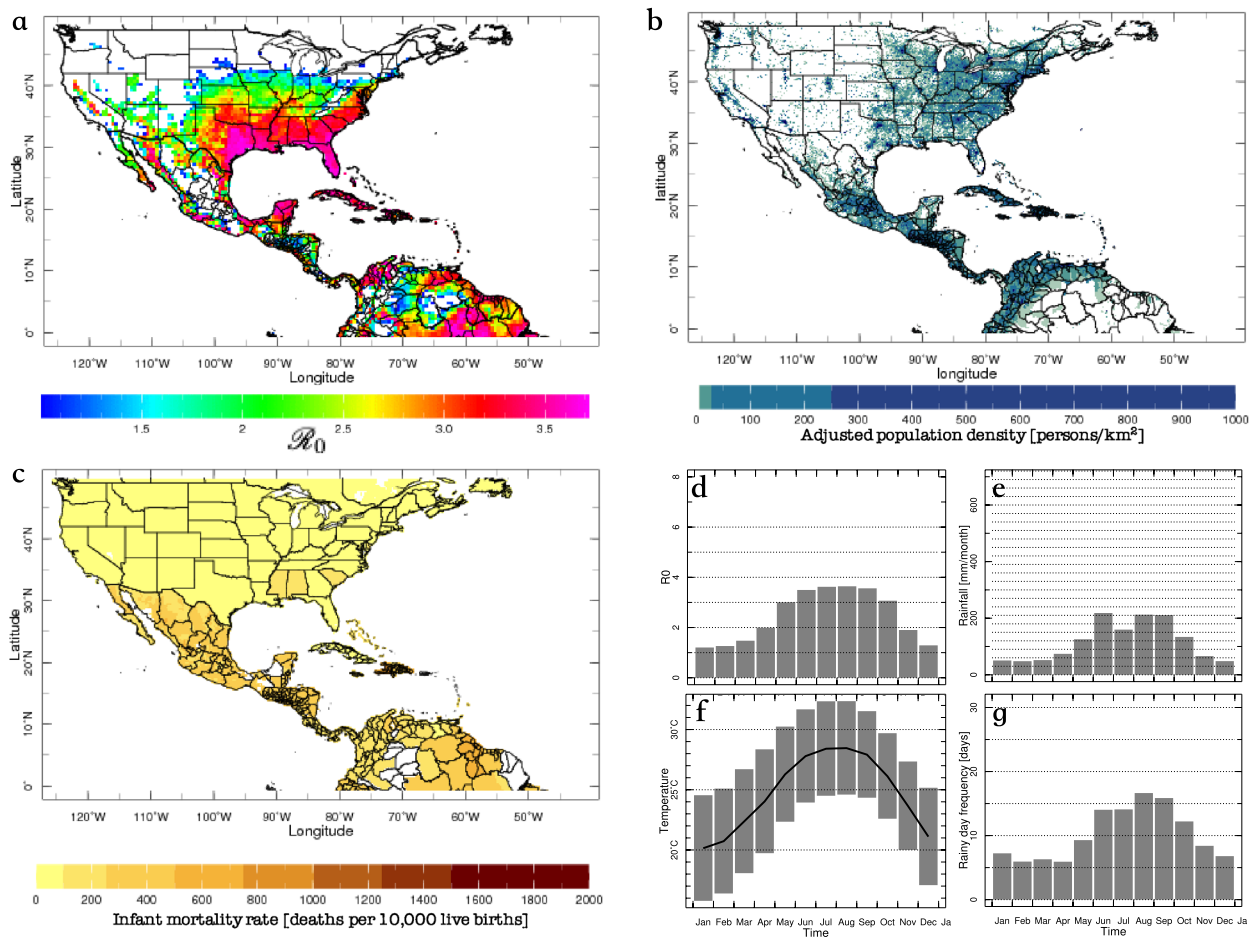 a
40°N
30°N
20°N
10°N
0°
Latitude
120°W 110°W 100°W 90°W 80°W 70°W 60°W 50°W
Longitude
1.5 2 2.5 3.0 3.5
ℛ0
b
40°N
30°N
20°N
10°N
0°
latitude
120°W 110°W 100°W 90°W 80°W 70°W 60°W 50°W
longitude
0 100 200 300 400 500 600 700 800 900 1000
Adjusted population density [persons/km²]
c
40°N
30°N
20°N
10°N
0°
Latitude
120°W 110°W 100°W 90°W 80°W 70°W 60°W 50°W
Longitude
0 200 400 600 800 1000 1200 1400 1600 1800 2000
Infant mortality rate [deaths per 10,000 live births]
d
R0
8
6
4
2
0
e
Rainfall [mm/month]
600
400
200
0
f
Temperature
30°C
25°C
20°C
Jan Feb Mar Apr May Jun Jul Aug Sep Oct Nov Dec Ja
Time
g
Rainy day frequency [days]
30
20
10
0
Jan Feb Mar Apr May Jun Jul Aug Sep Oct Nov Dec Ja
Time